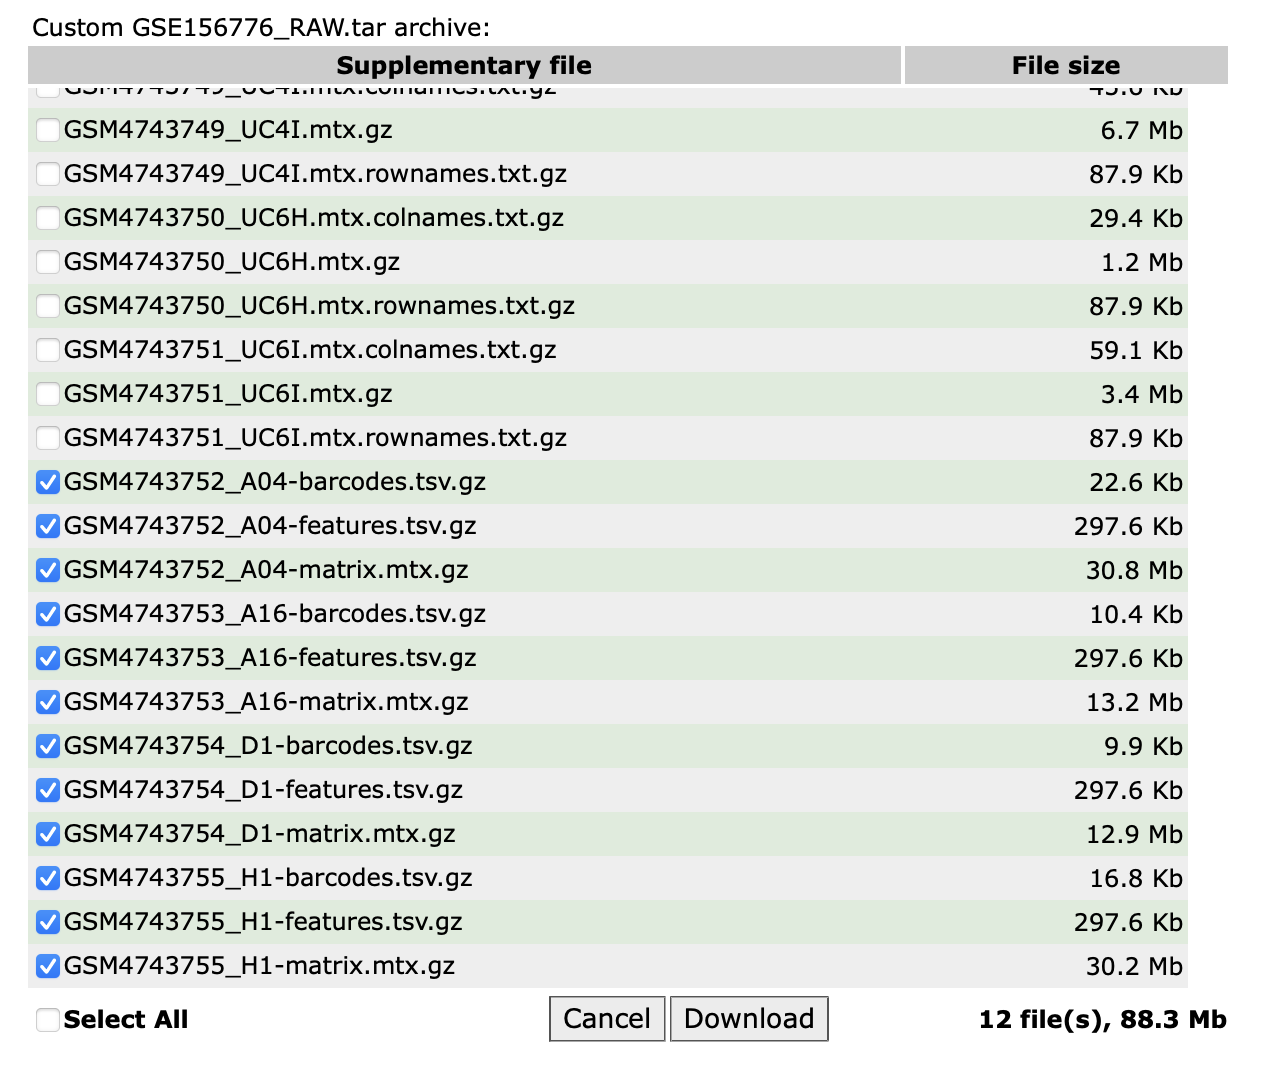 Custom GSE156776_RAW.tar archive:
Supplementary file File size
GSM4743749_UC4I.mtx.colnames.txt.gz Kb
GSM4743749_UC4I.mtx.gz 6.7 Mb
GSM4743749_UC4I.mtx.rownames.txt.gz 87.9 Kb
GSM4743750_UC6H.mtx.colnames.txt.gz 29.4 Kb
GSM4743750_UC6H.mtx.gz 1.2 Mb
GSM4743750_UC6H.mtx.rownames.txt.gz 87.9 Kb
GSM4743751_UC6I.mtx.colnames.txt.gz 59.1 Kb
GSM4743751_UC6I.mtx.gz 3.4 Mb
GSM4743751_UC6I.mtx.rownames.txt.gz 87.9 Kb
GSM4743752_A04-barcodes.tsv.gz 22.6 Kb
GSM4743752_A04-features.tsv.gz 297.6 Kb
GSM4743752_A04-matrix.mtx.gz 30.8 Mb
GSM4743753_A16-barcodes.tsv.gz 10.4 Kb
GSM4743753_A16-features.tsv.gz 297.6 Kb
GSM4743753_A16-matrix.mtx.gz 13.2 Mb
GSM4743754_D1-barcodes.tsv.gz 9.9 Kb
GSM4743754_D1-features.tsv.gz 297.6 Kb
GSM4743754_D1-matrix.mtx.gz 12.9 Mb
GSM4743755_H1-barcodes.tsv.gz 16.8 Kb
GSM4743755_H1-features.tsv.gz 297.6 Kb
GSM4743755_H1-matrix.mtx.gz 30.2 Mb
Select All Cancel Download 12 file(s), 88.3 Mb